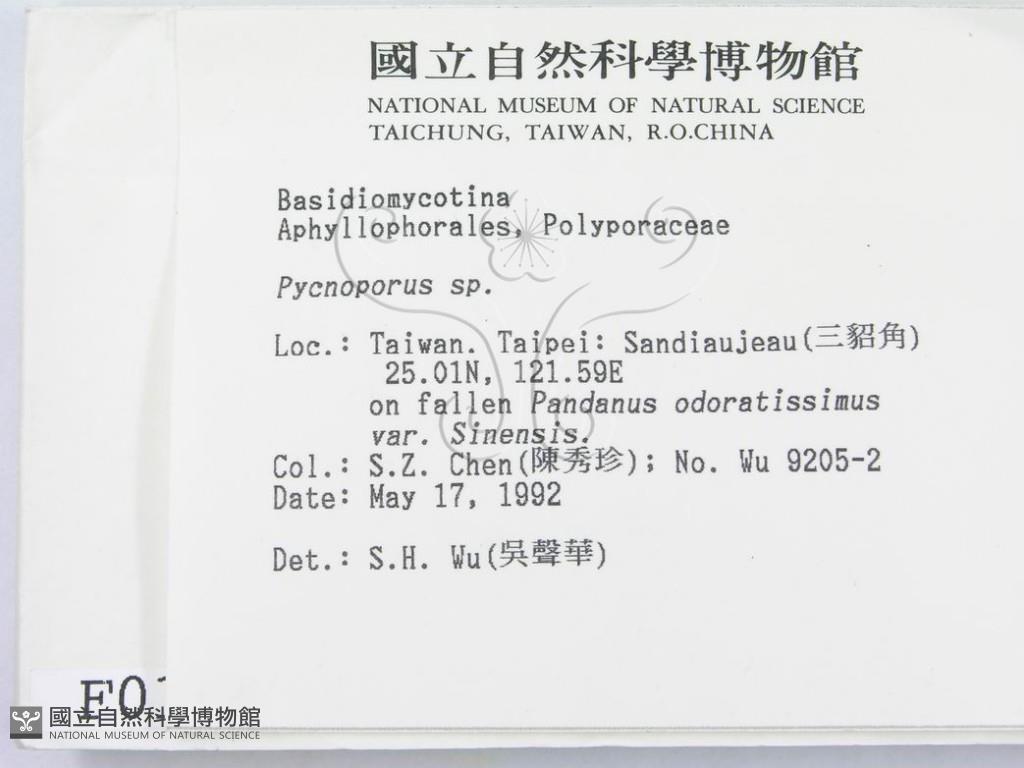 國立自然科學博物館
NATIONAL MUSEUM OF NATURAL SCIENCE
TAICHUNG, TAIWAN, R.O.CHINA
Basidiomycotina
Aphyllophorales, Polyporaceae
Pycnoporus sp.
Loc.: Taiwan. Taipei: Sandiaujeau(三貂角)
25.01N, 121.59E
on fallen Pandanus odoratissimus
var. Sinensis.
Col.: S.Z. Chen(陳秀珍); No. Wu 9205-2
Date: May 17, 1992
Det.: S.H. Wu(吳聲華)
國立自然科學博物館
NATIONAL MUSEUM OF NATURAL SCIENCE